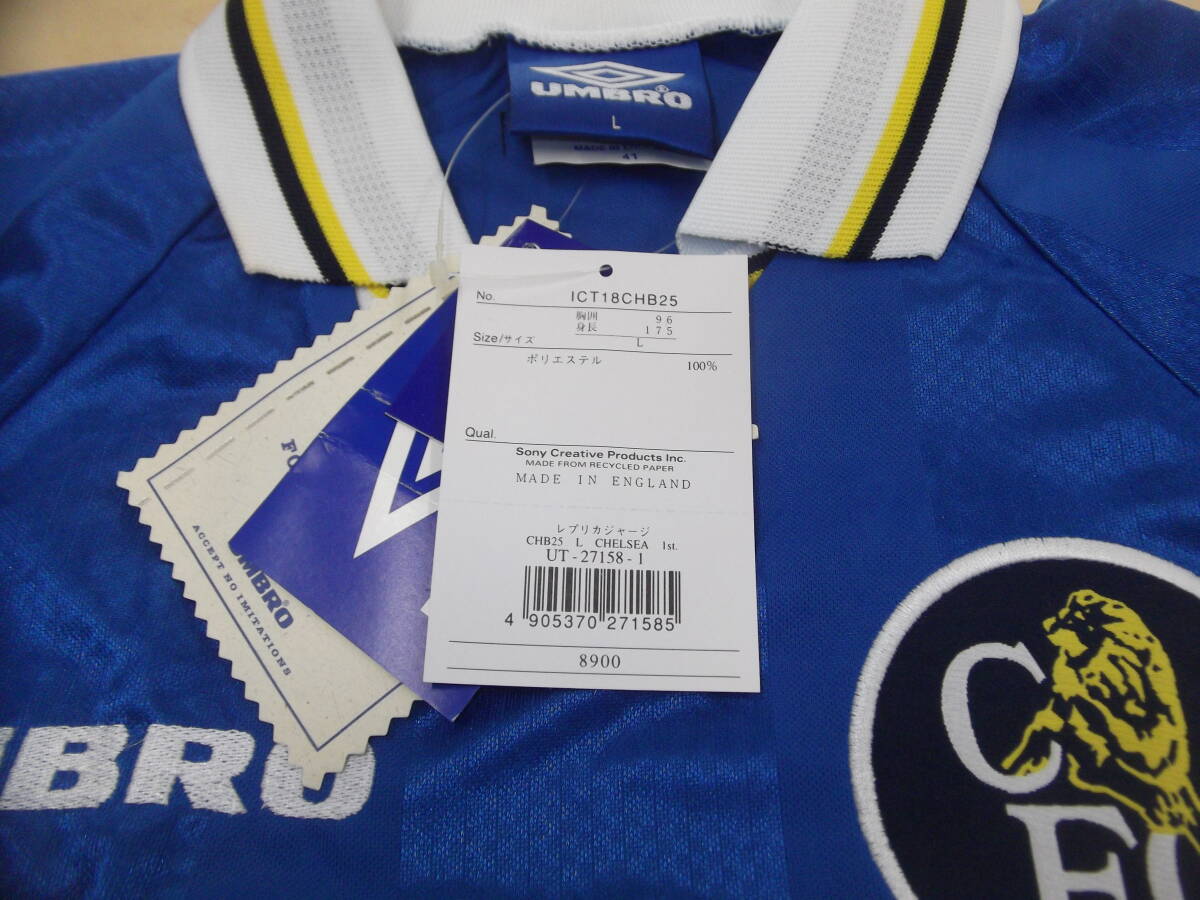 UMBRO®
L
41
No. ICT18CHB25
胸囲 96
身長 175
Size/サイズ L
ポリエステル 100%
Qual.
Sony Creative Products Inc.
MADE FROM RECYCLED PAPER
MADE IN ENGLAND
レプリカジャージ
CHB25 L CHELSEA 1st.
UT-27158-1
4 905370 271585
8900
UMBRO®
ACCEPT NO IMITATIONS
MBRO
C
FC